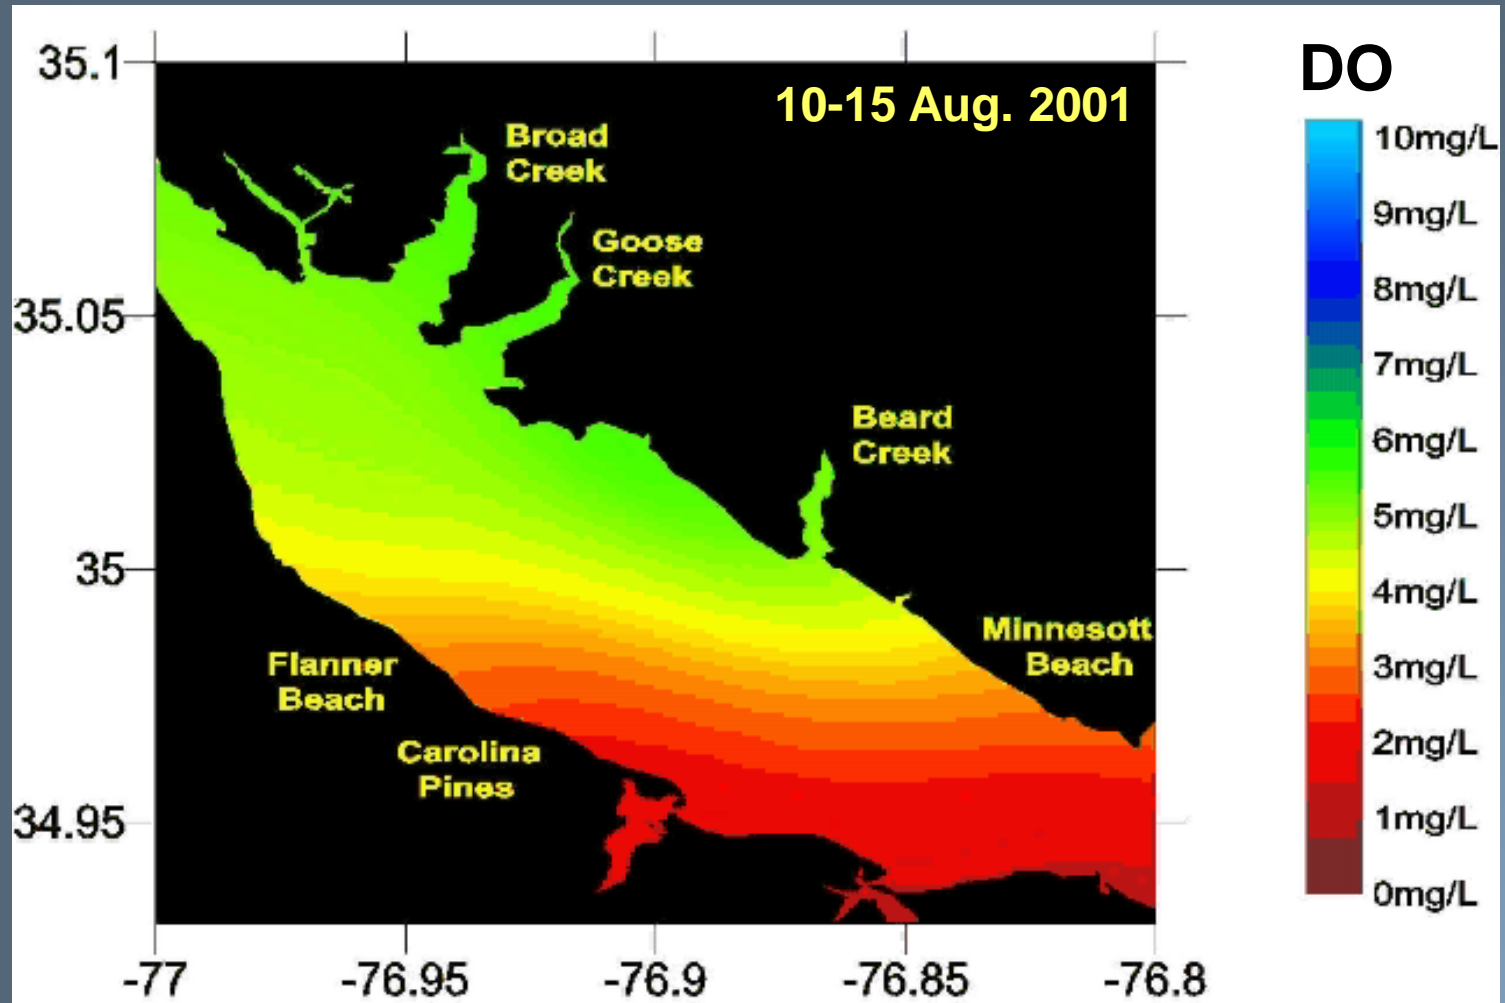 35.1
35.05
35
34.95
-77
-76.95
-76.9
-76.85
-76.8
10-15 Aug. 2001
Broad
Creek
Goose
Creek
Beard
Creek
Minnesott
Beach
Flanner
Beach
Carolina
Pines
DO
10mg/L
9mg/L
8mg/L
7mg/L
6mg/L
5mg/L
4mg/L
3mg/L
2mg/L
1mg/L
0mg/L